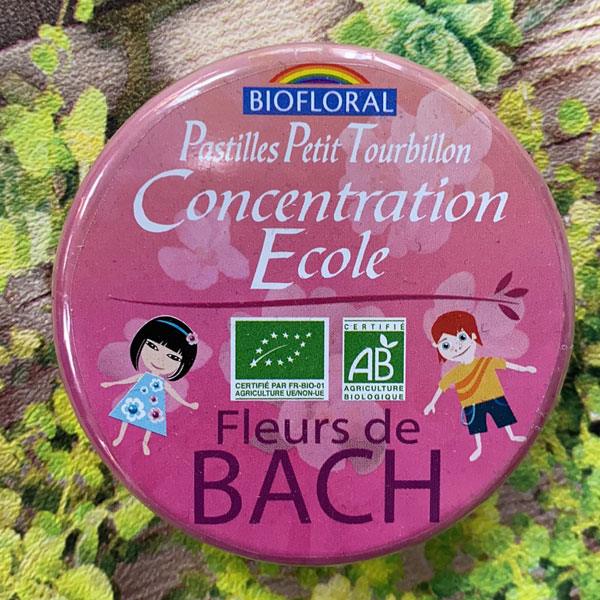 BIOFLORAL
Pastilles Petit Tourbillon
Concentration
Ecole
CERTIFIÉ PAR FR-BIO-01
AGRICULTURE UE/NON-UE
CERTIFIÉ
AB
AGRICULTURE
BIOLOGIQUE
Fleurs de
BACH